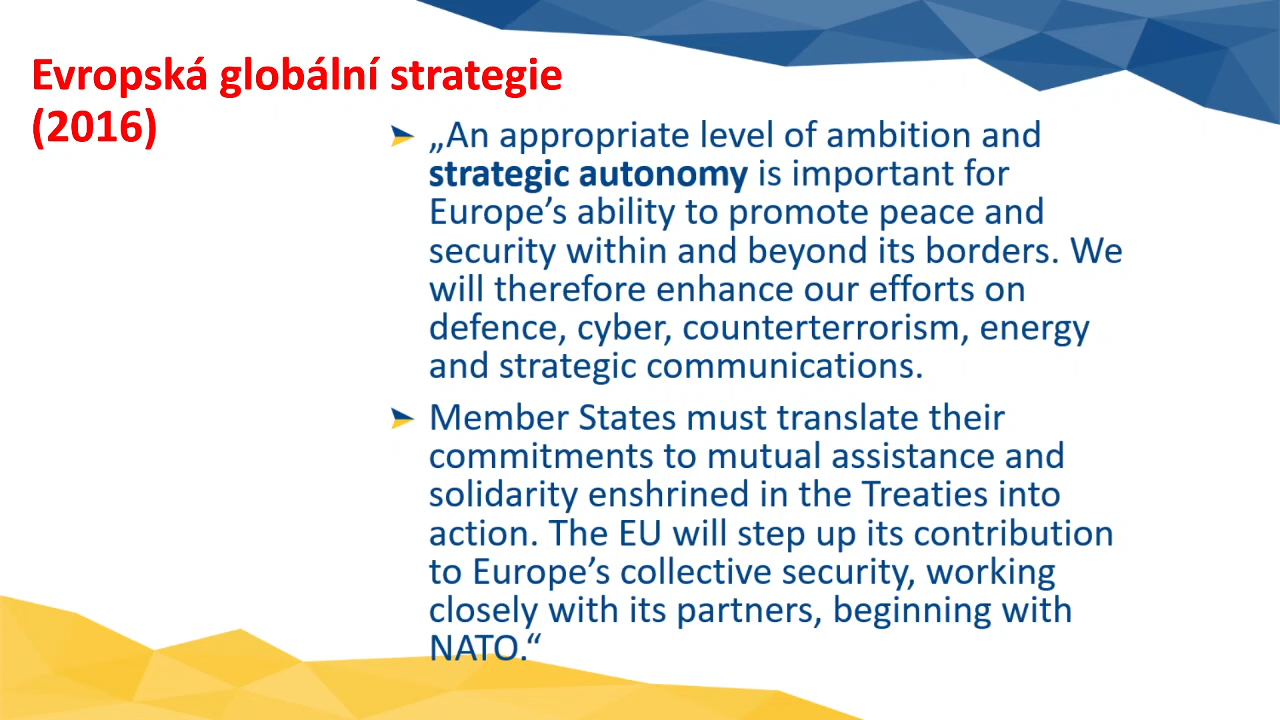 Evropská globální strategie
(2016)
„An appropriate level of ambition and
strategic autonomy is important for
Europe’s ability to promote peace and
security within and beyond its borders. We
will therefore enhance our efforts on
defence, cyber, counterterrorism, energy
and strategic communications.
Member States must translate their
commitments to mutual assistance and
solidarity enshrined in the Treaties into
action. The EU will step up its contribution
to Europe’s collective security, working
closely with its partners, beginning with
NATO.“